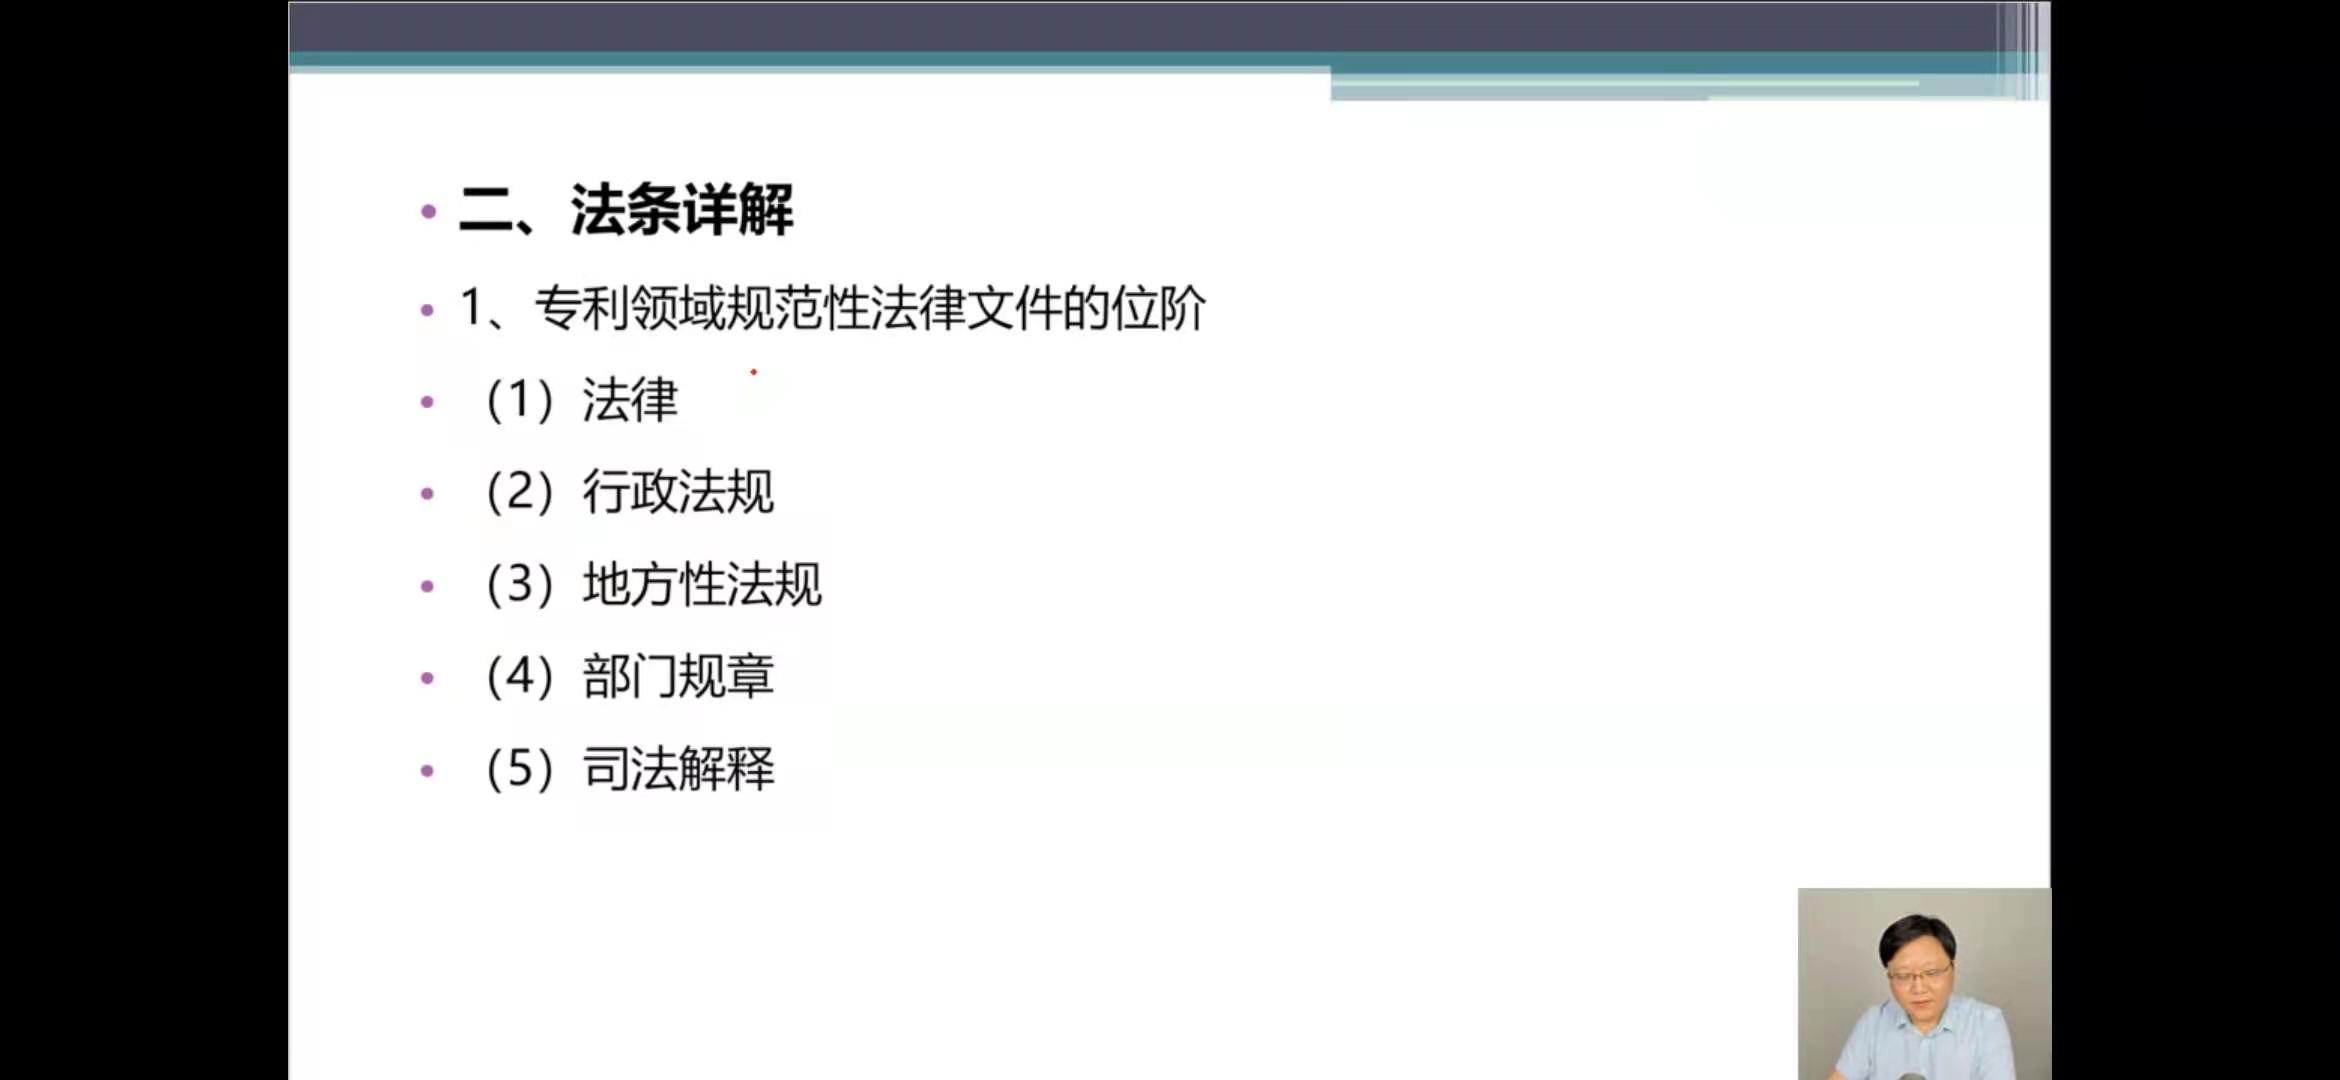 二、法条详解
1、专利领域规范性法律文件的位阶
（1）法律
（2）行政法规
（3）地方性法规
（4）部门规章
（5）司法解释